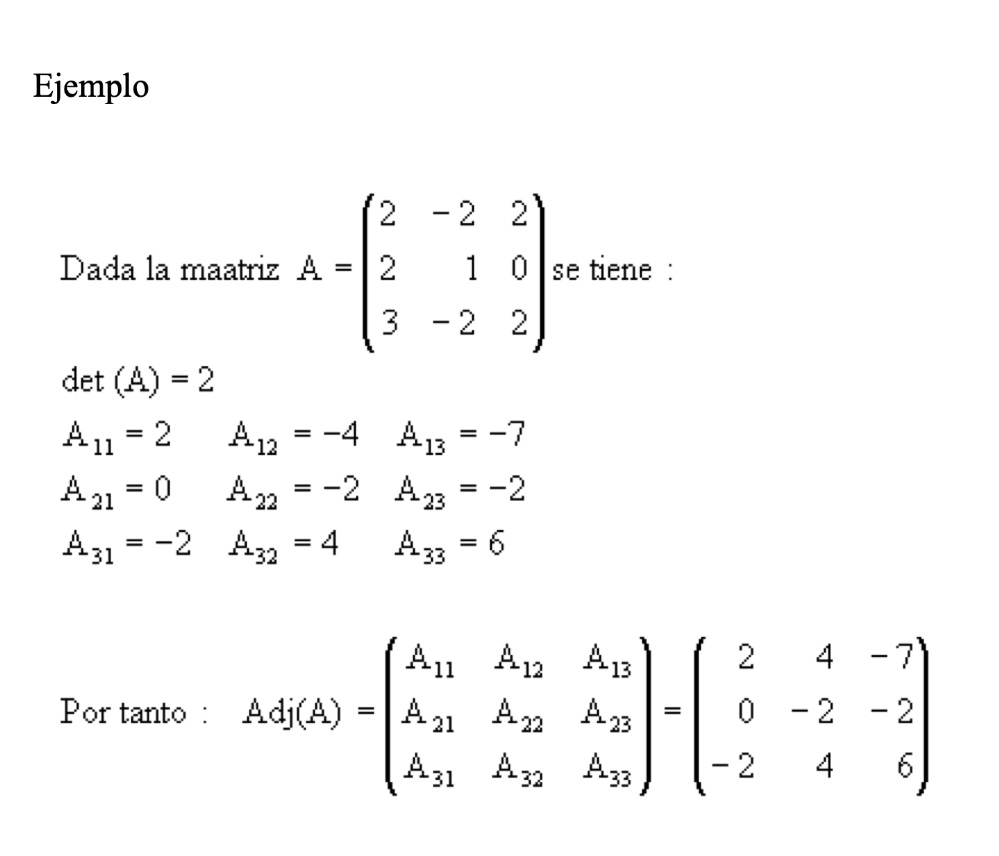 Ejemplo
2 − 2 2
Dada la maatriz A = 2 1 0 se tiene :
3 − 2 2
det (A) = 2
A11 = 2 A12 = −4 A13 = −7
A21 = 0 A22 = −2 A23 = −2
A31 = −2 A32 = 4 A33 = 6
A11 A12 A13 2 4 − 7
Por tanto : Adj(A) = A21 A22 A23 = 0 − 2 − 2
A31 A32 A33 − 2 4 6